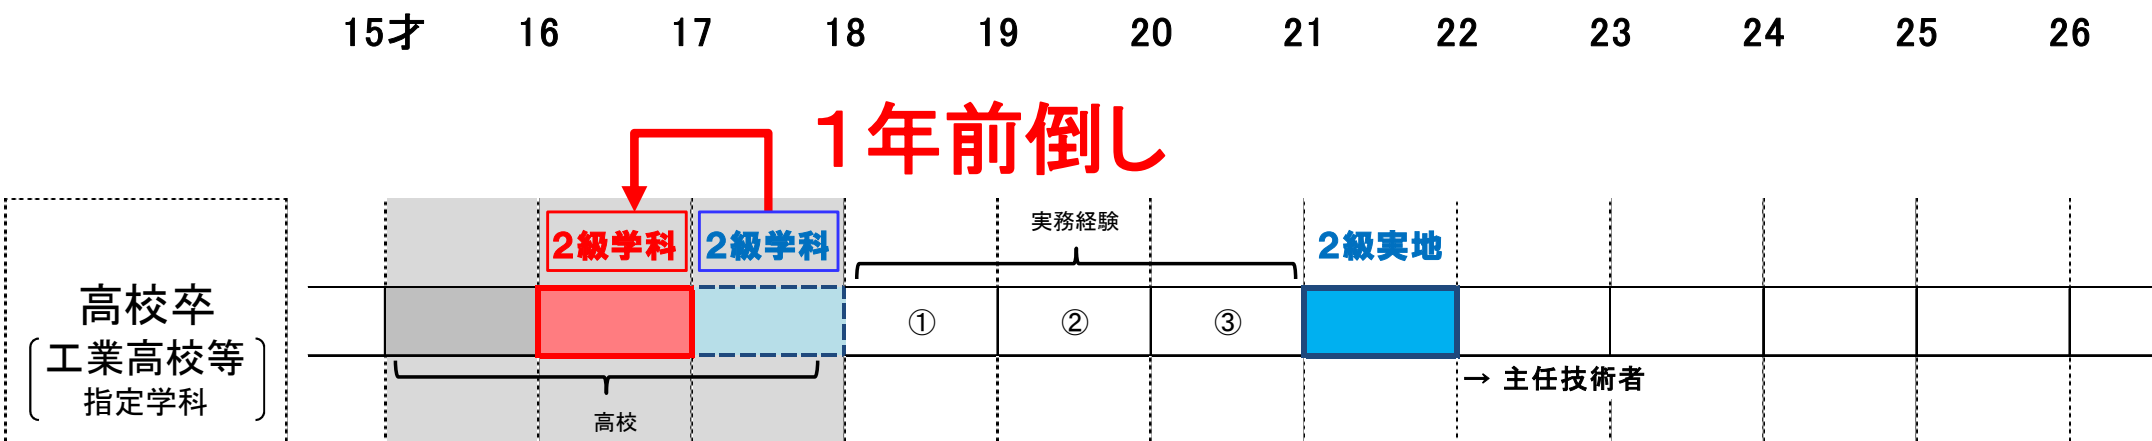 15才 16 17 18 19 20 21 22 23 24 25 26
１年前倒し
２級学科 ２級学科 実務経験 ２級実地
高校卒
工業高校等
指定学科
① ② ③
→ 主任技術者
高校